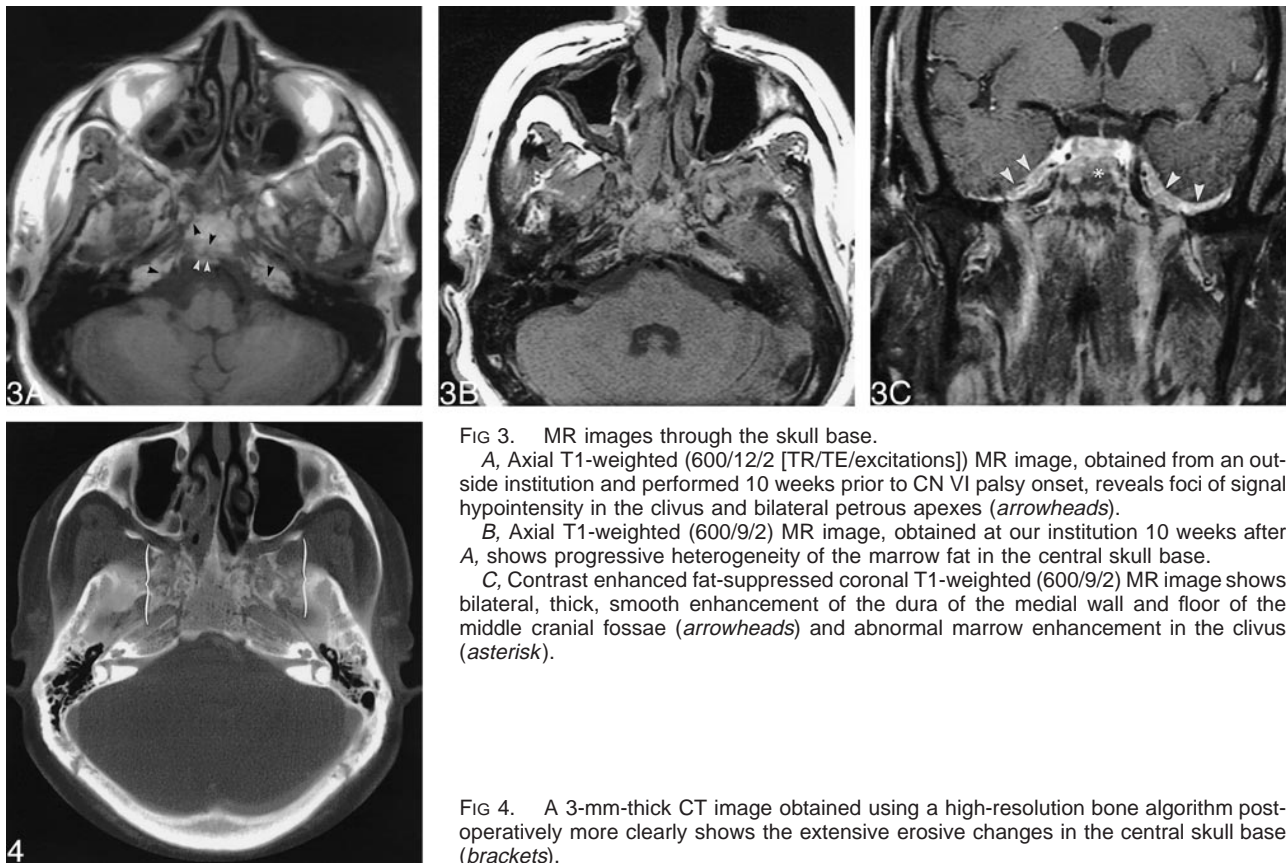 3A
3B
3C
4
FIG 3. MR images through the skull base.
A, Axial T1-weighted (600/12/2 [TR/TE/excitations]) MR image, obtained from an out-
side institution and performed 10 weeks prior to CN VI palsy onset, reveals foci of signal
hypointensity in the clivus and bilateral petrous apexes (arrowheads).
B, Axial T1-weighted (600/9/2) MR image, obtained at our institution 10 weeks after
A, shows progressive heterogeneity of the marrow fat in the central skull base.
C, Contrast enhanced fat-suppressed coronal T1-weighted (600/9/2) MR image shows
bilateral, thick, smooth enhancement of the dura of the medial wall and floor of the
middle cranial fossae (arrowheads) and abnormal marrow enhancement in the clivus
(asterisk).
FIG 4. A 3-mm-thick CT image obtained using a high-resolution bone algorithm post-
operatively more clearly shows the extensive erosive changes in the central skull base
(brackets).